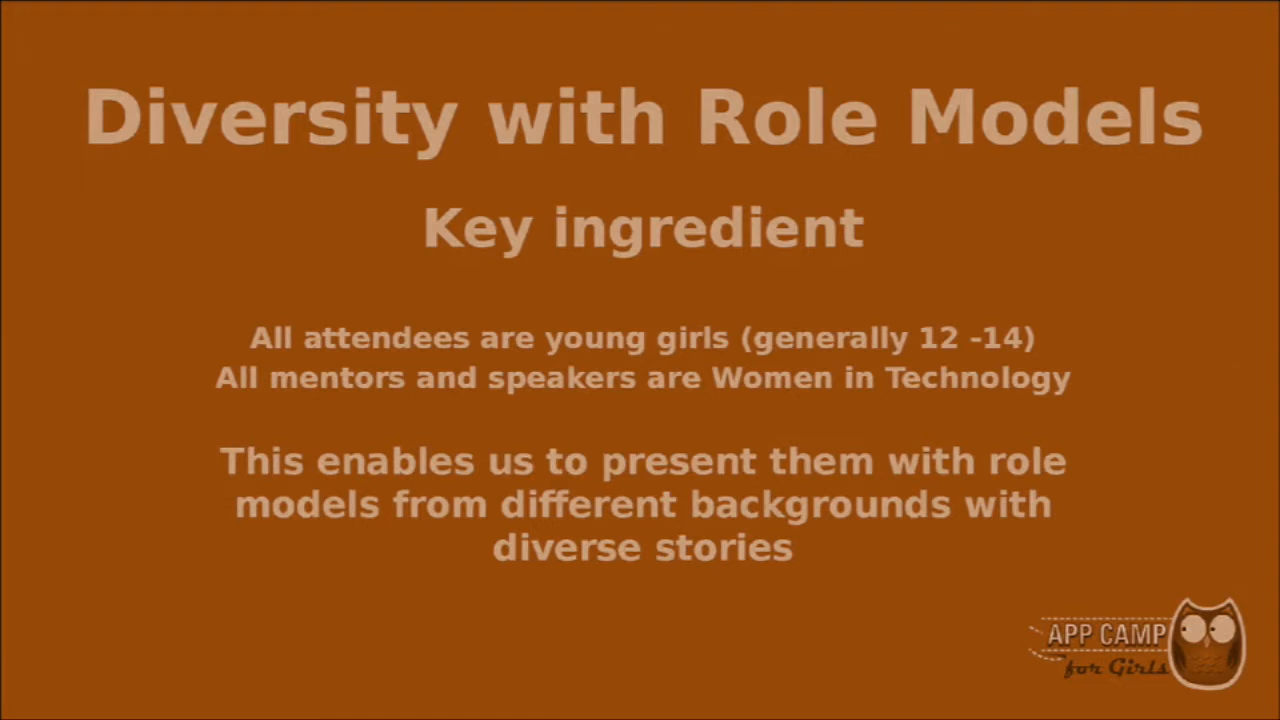 Diversity with Role Models
Key ingredient
All attendees are young girls (generally 12 -14)
All mentors and speakers are Women in Technology
This enables us to present them with role
models from different backgrounds with
diverse stories
APP CAMP
for Girls